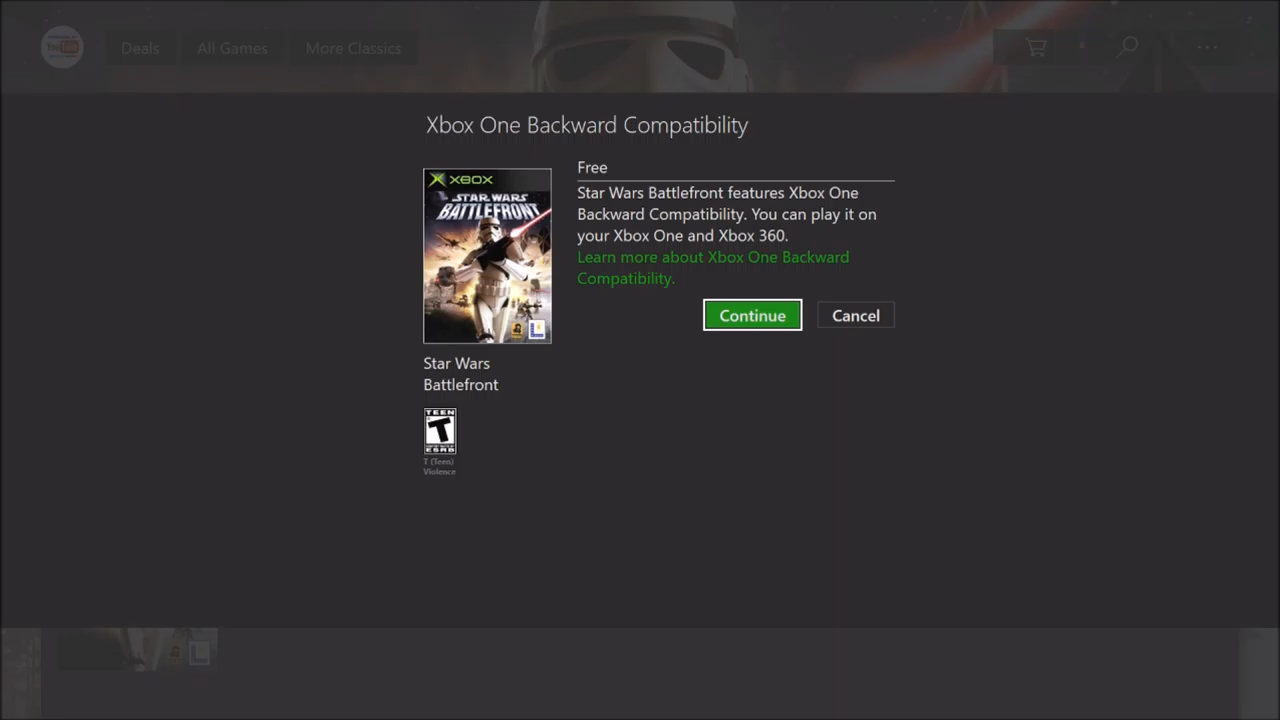 Deals
All Games
More Classics
Xbox One Backward Compatibility
XBOX
STAR WARS
BATTLEFRONT
Free
Star Wars Battlefront features Xbox One
Backward Compatibility. You can play it on
your Xbox One and Xbox 360.
Learn more about Xbox One Backward
Compatibility.
Continue
Cancel
Star Wars
Battlefront
TEEN
T
ESRB
T (Teen)
Violence